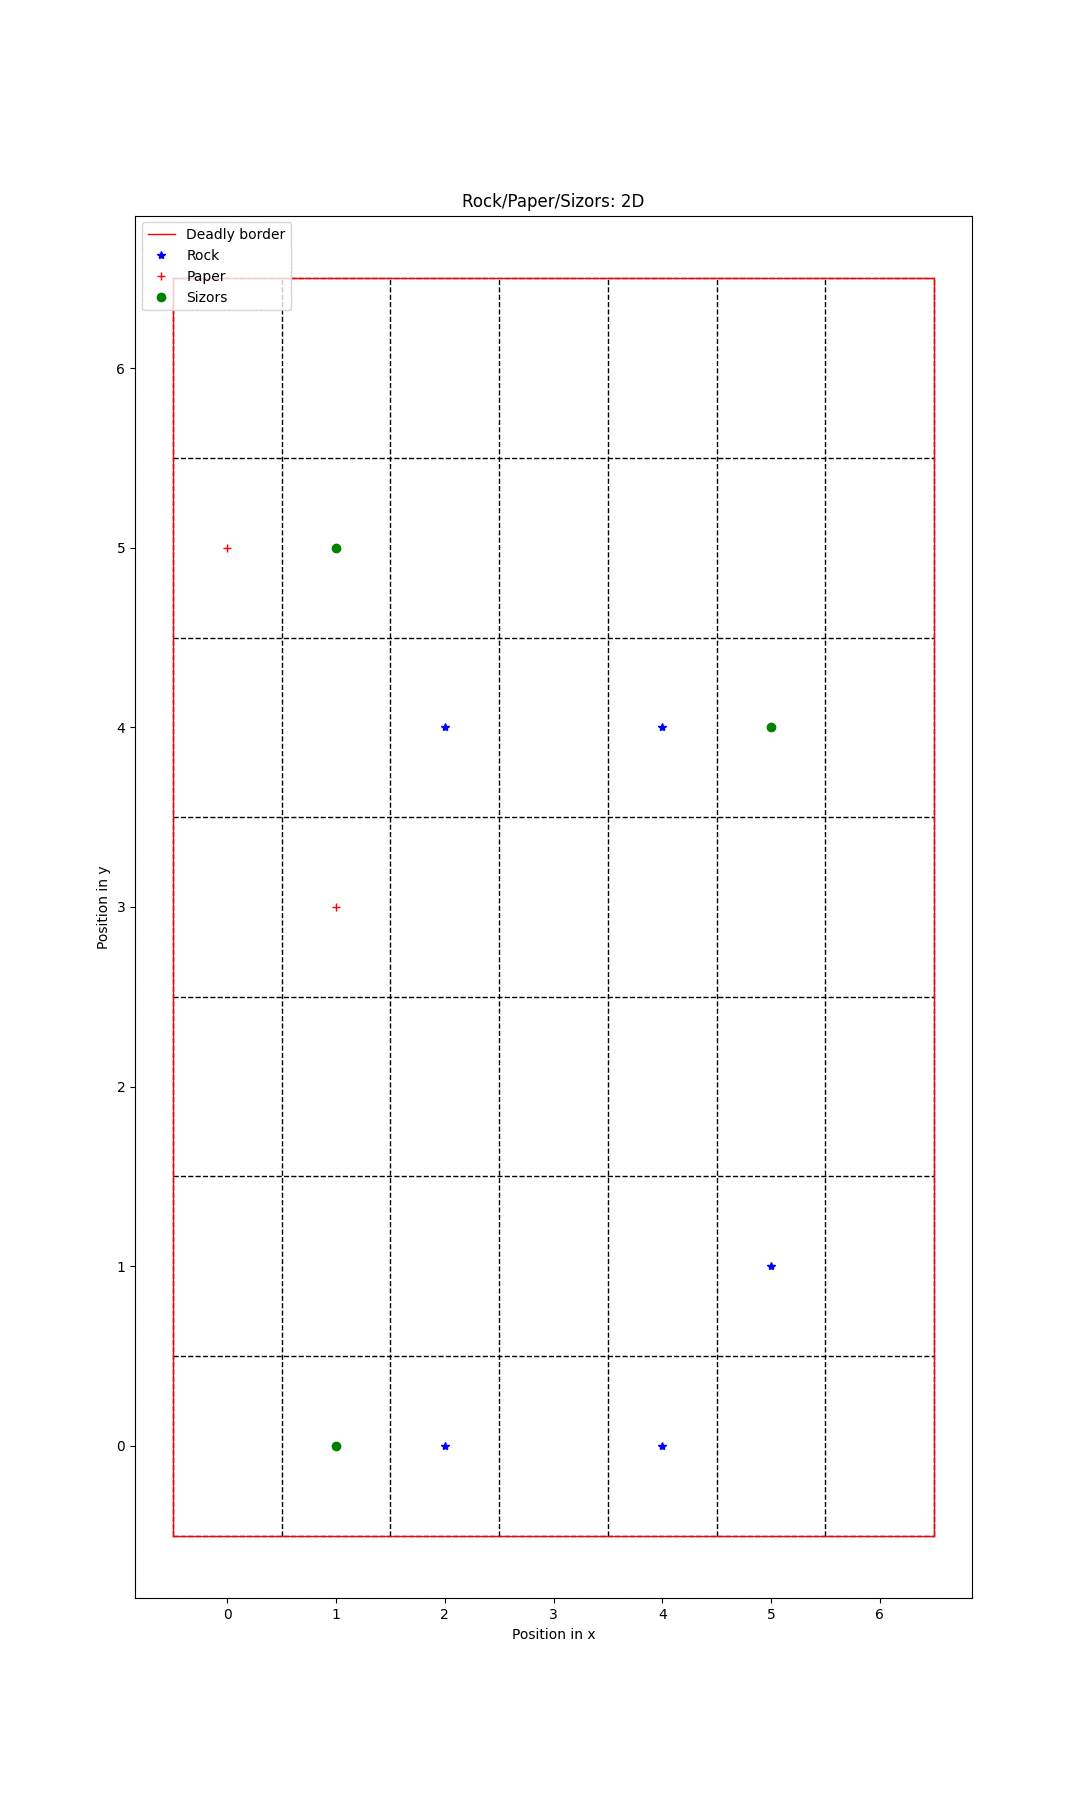 Rock/Paper/Sizors: 2D
Deadly border
Rock
Paper
Sizors
6
5
4
3
2
1
0
Position in y
0 1 2 3 4 5 6
Position in x